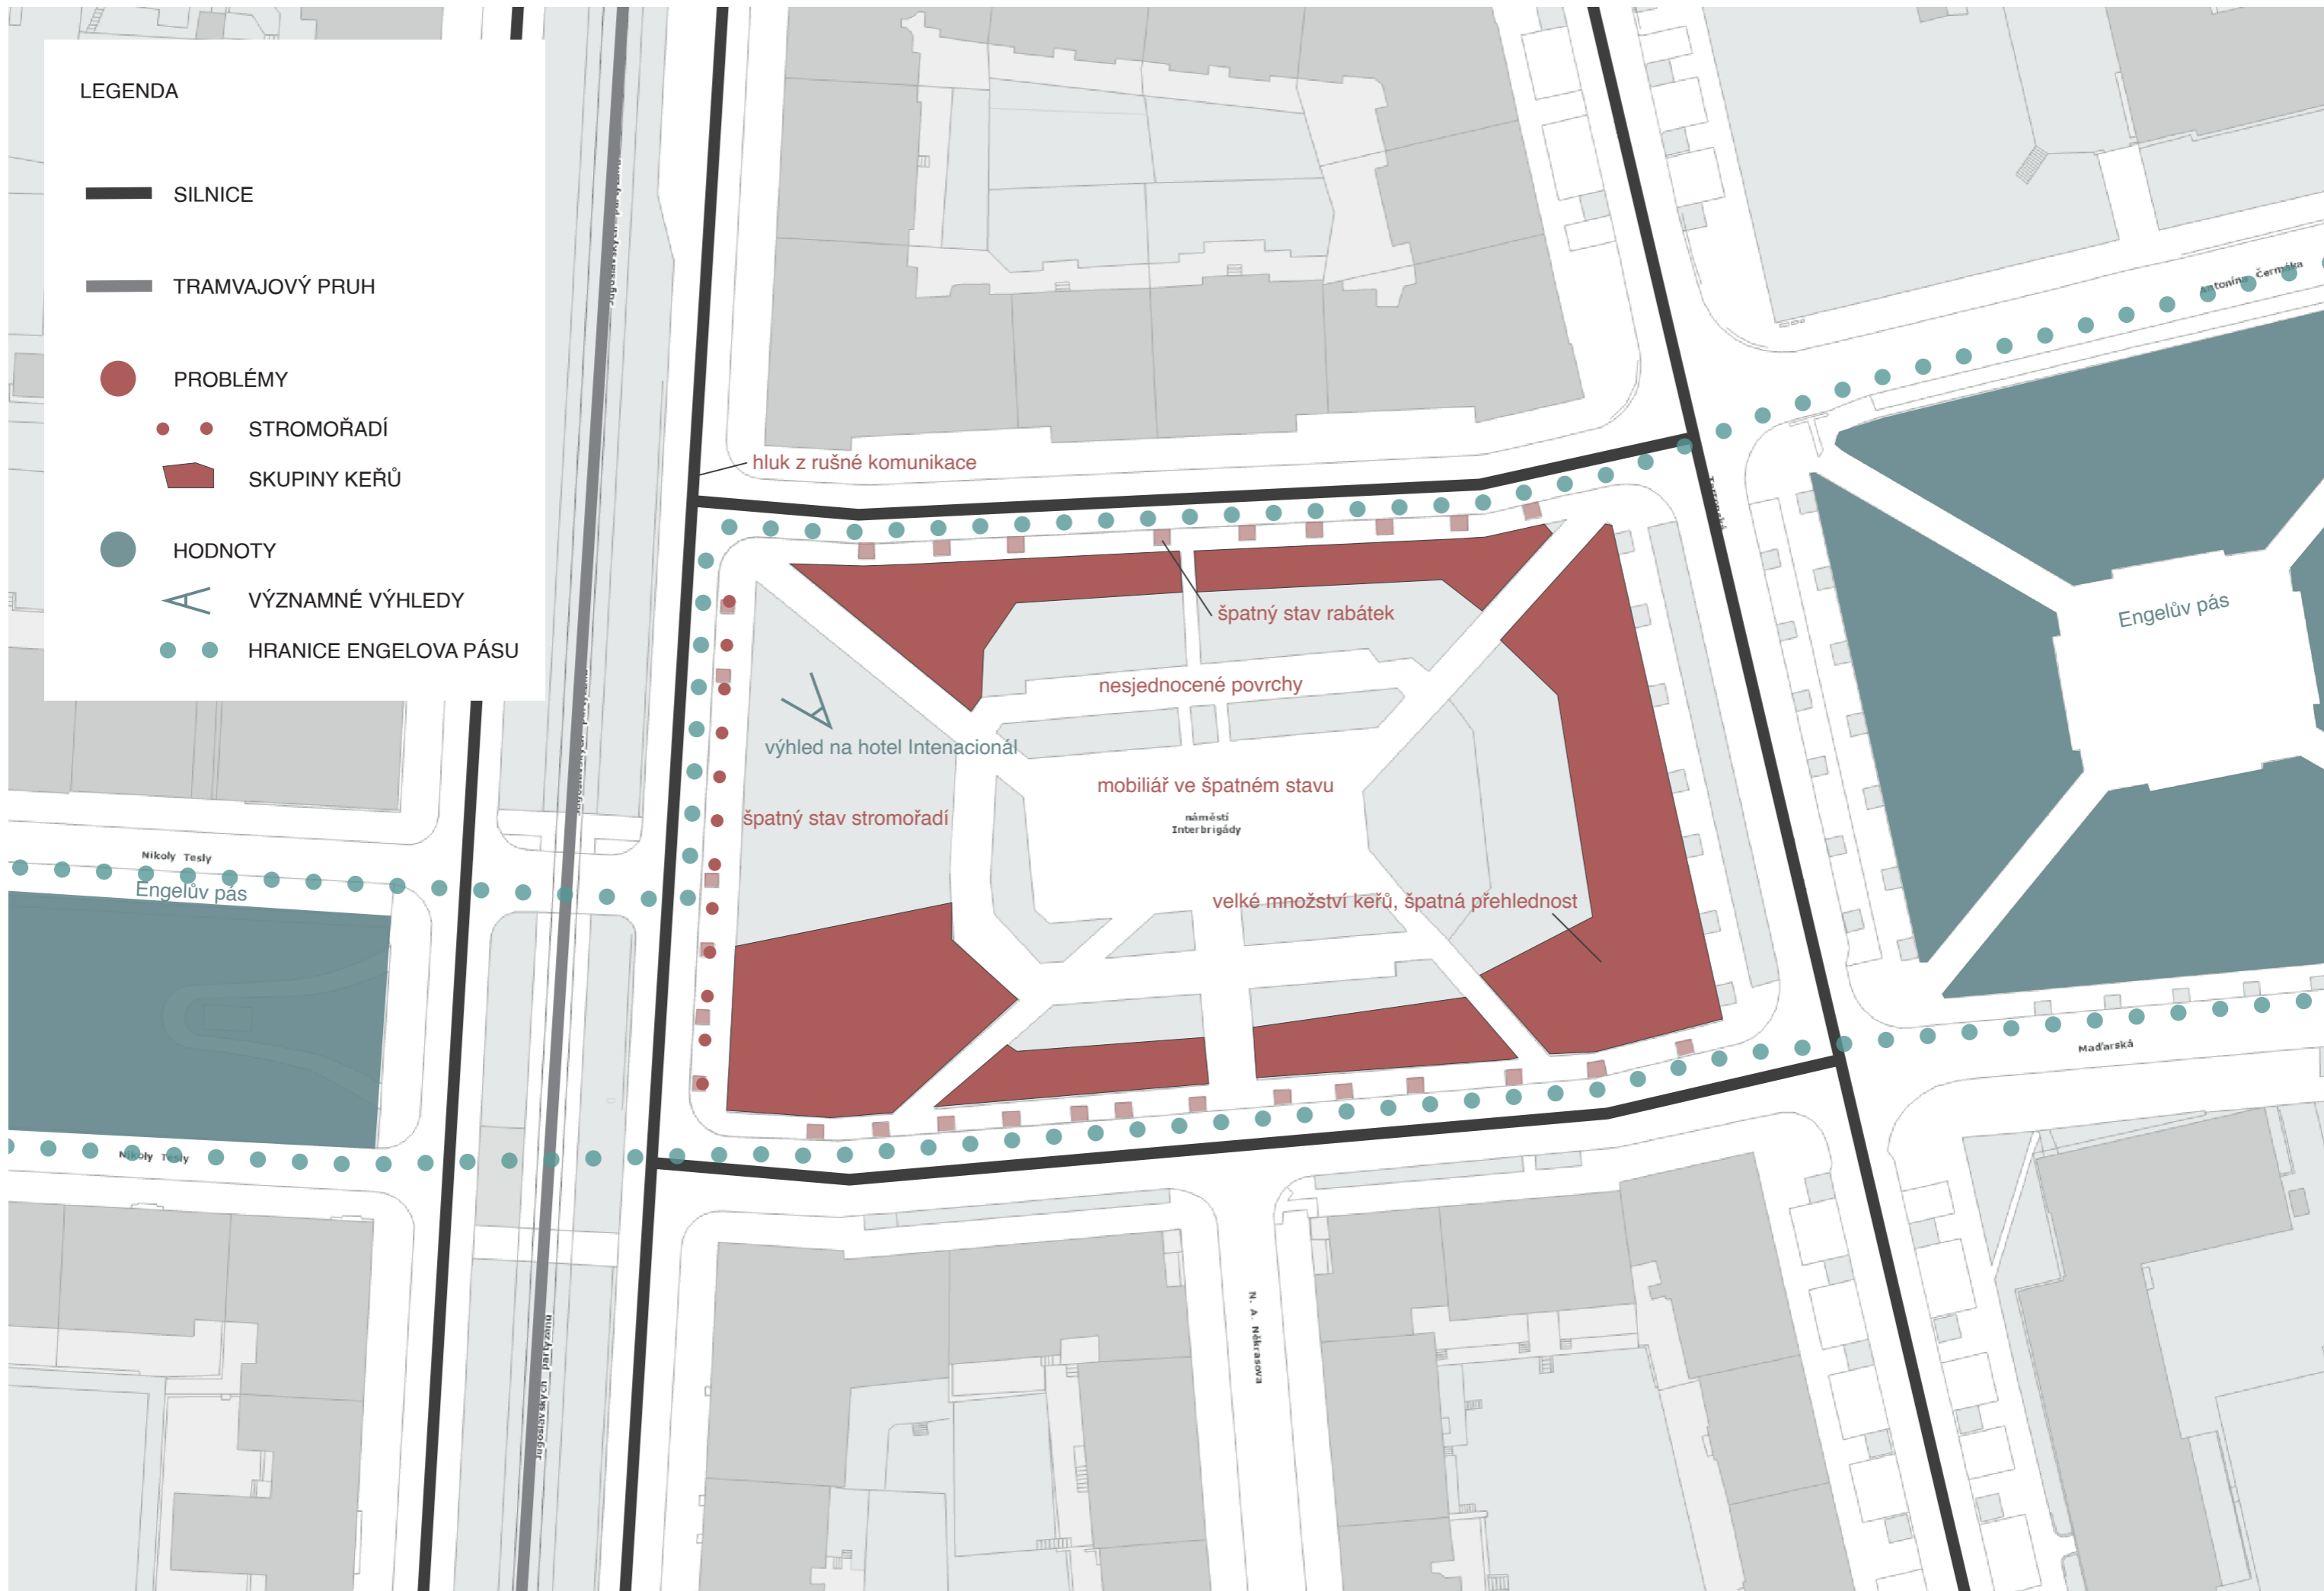 LEGENDA
SILNICE
TRAMVAJOVÝ PRUH
PROBLÉMY
STROMOŘADÍ
SKUPINY KEŘŮ
HODNOTY
VÝZNAMNÉ VÝHLEDY
HRANICE ENGELOVA PÁSU
Antonína Čermáka
hluk z rušné komunikace
Engelův pás
špatný stav rabátek
nesjednocené povrchy
výhled na hotel Intenacionál
mobiliář ve špatném stavu
špatný stav stromořadí
náměstí
Interbrigády
Nikoly Tesly
Engelův pás
velké množství keřů, špatná přehlednost
Maďarská
Nikoly Tesly
N. A. Někrasova
Jugoslávských partyzánů